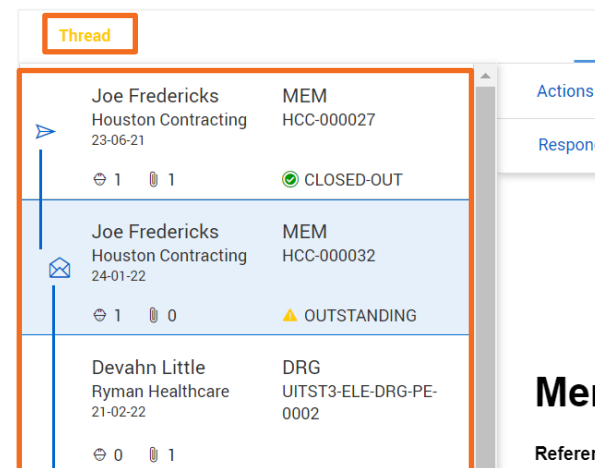 Thread
Actions
Joe Fredericks MEM
Houston Contracting HCC-000027
23-06-21
1 1 CLOSED-OUT
Joe Fredericks MEM
Houston Contracting HCC-000032
24-01-22
1 0 OUTSTANDING
Devahn Little DRG
Ryman Healthcare UITST3-ELE-DRG-PE-
21-02-22 0002
0 1
Respon
Me
Refere